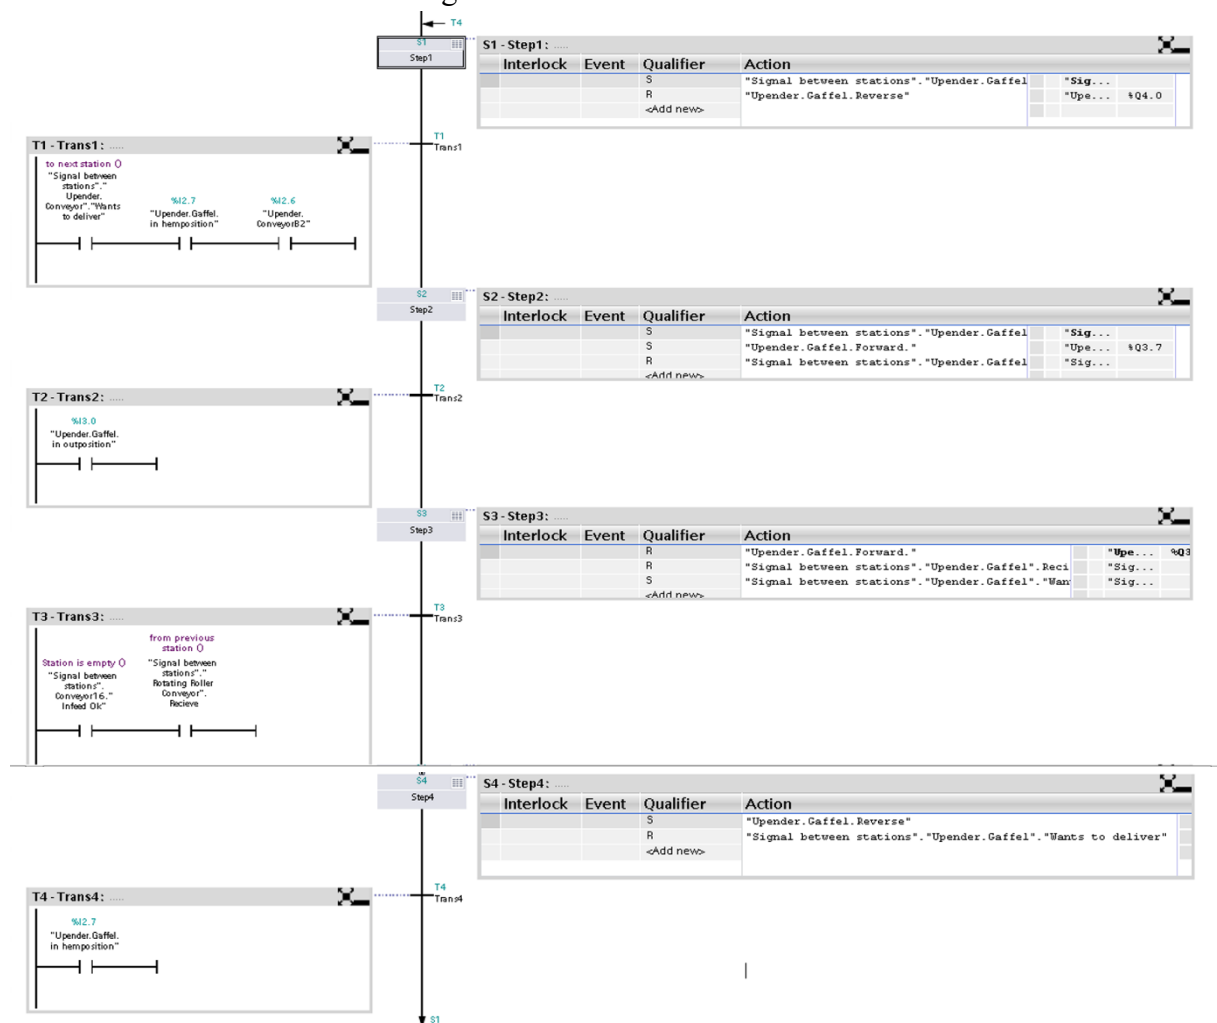 T4
S1
Step1
S1 - Step1: .....
Interlock Event Qualifier Action
S "Signal between stations"."Upender.Gaffel "Sig...
R "Upender.Gaffel.Reverse" "Upe... %Q4.0
<Add new>
T1 - Trans1: .....
T1
Trans1
to next station ()
"Signal between
stations"."
Upender.
Conveyor"."Wants
to deliver"
%I2.7
"Upender.Gaffel.
in hemposition"
%I2.6
"Upender.
ConveyorB2"
S2
Step2
S2 - Step2: .....
Interlock Event Qualifier Action
S "Signal between stations"."Upender.Gaffel "Sig...
S "Upender.Gaffel.Forward." "Upe... %Q3.7
R "Signal between stations"."Upender.Gaffel "Sig...
<Add new>
T2 - Trans2: .....
T2
Trans2
%I3.0
"Upender.Gaffel.
in outposition"
S3
Step3
S3 - Step3: .....
Interlock Event Qualifier Action
R "Upender.Gaffel.Forward." "Upe... %Q3
R "Signal between stations"."Upender.Gaffel".Reci "Sig...
S "Signal between stations"."Upender.Gaffel"."Wan "Sig...
<Add new>
T3 - Trans3: .....
T3
Trans3
Station is empty ()
"Signal between
stations".
Conveyor16."
Infeed Ok"
from previous
station ()
"Signal between
stations"."
Rotating Roller
Conveyor".
Recieve
S4
Step4
S4 - Step4: .....
Interlock Event Qualifier Action
S "Upender.Gaffel.Reverse"
R "Signal between stations"."Upender.Gaffel"."Wants to deliver"
<Add new>
T4 - Trans4: .....
T4
Trans4
%I2.7
"Upender.Gaffel.
in hemposition"
S1